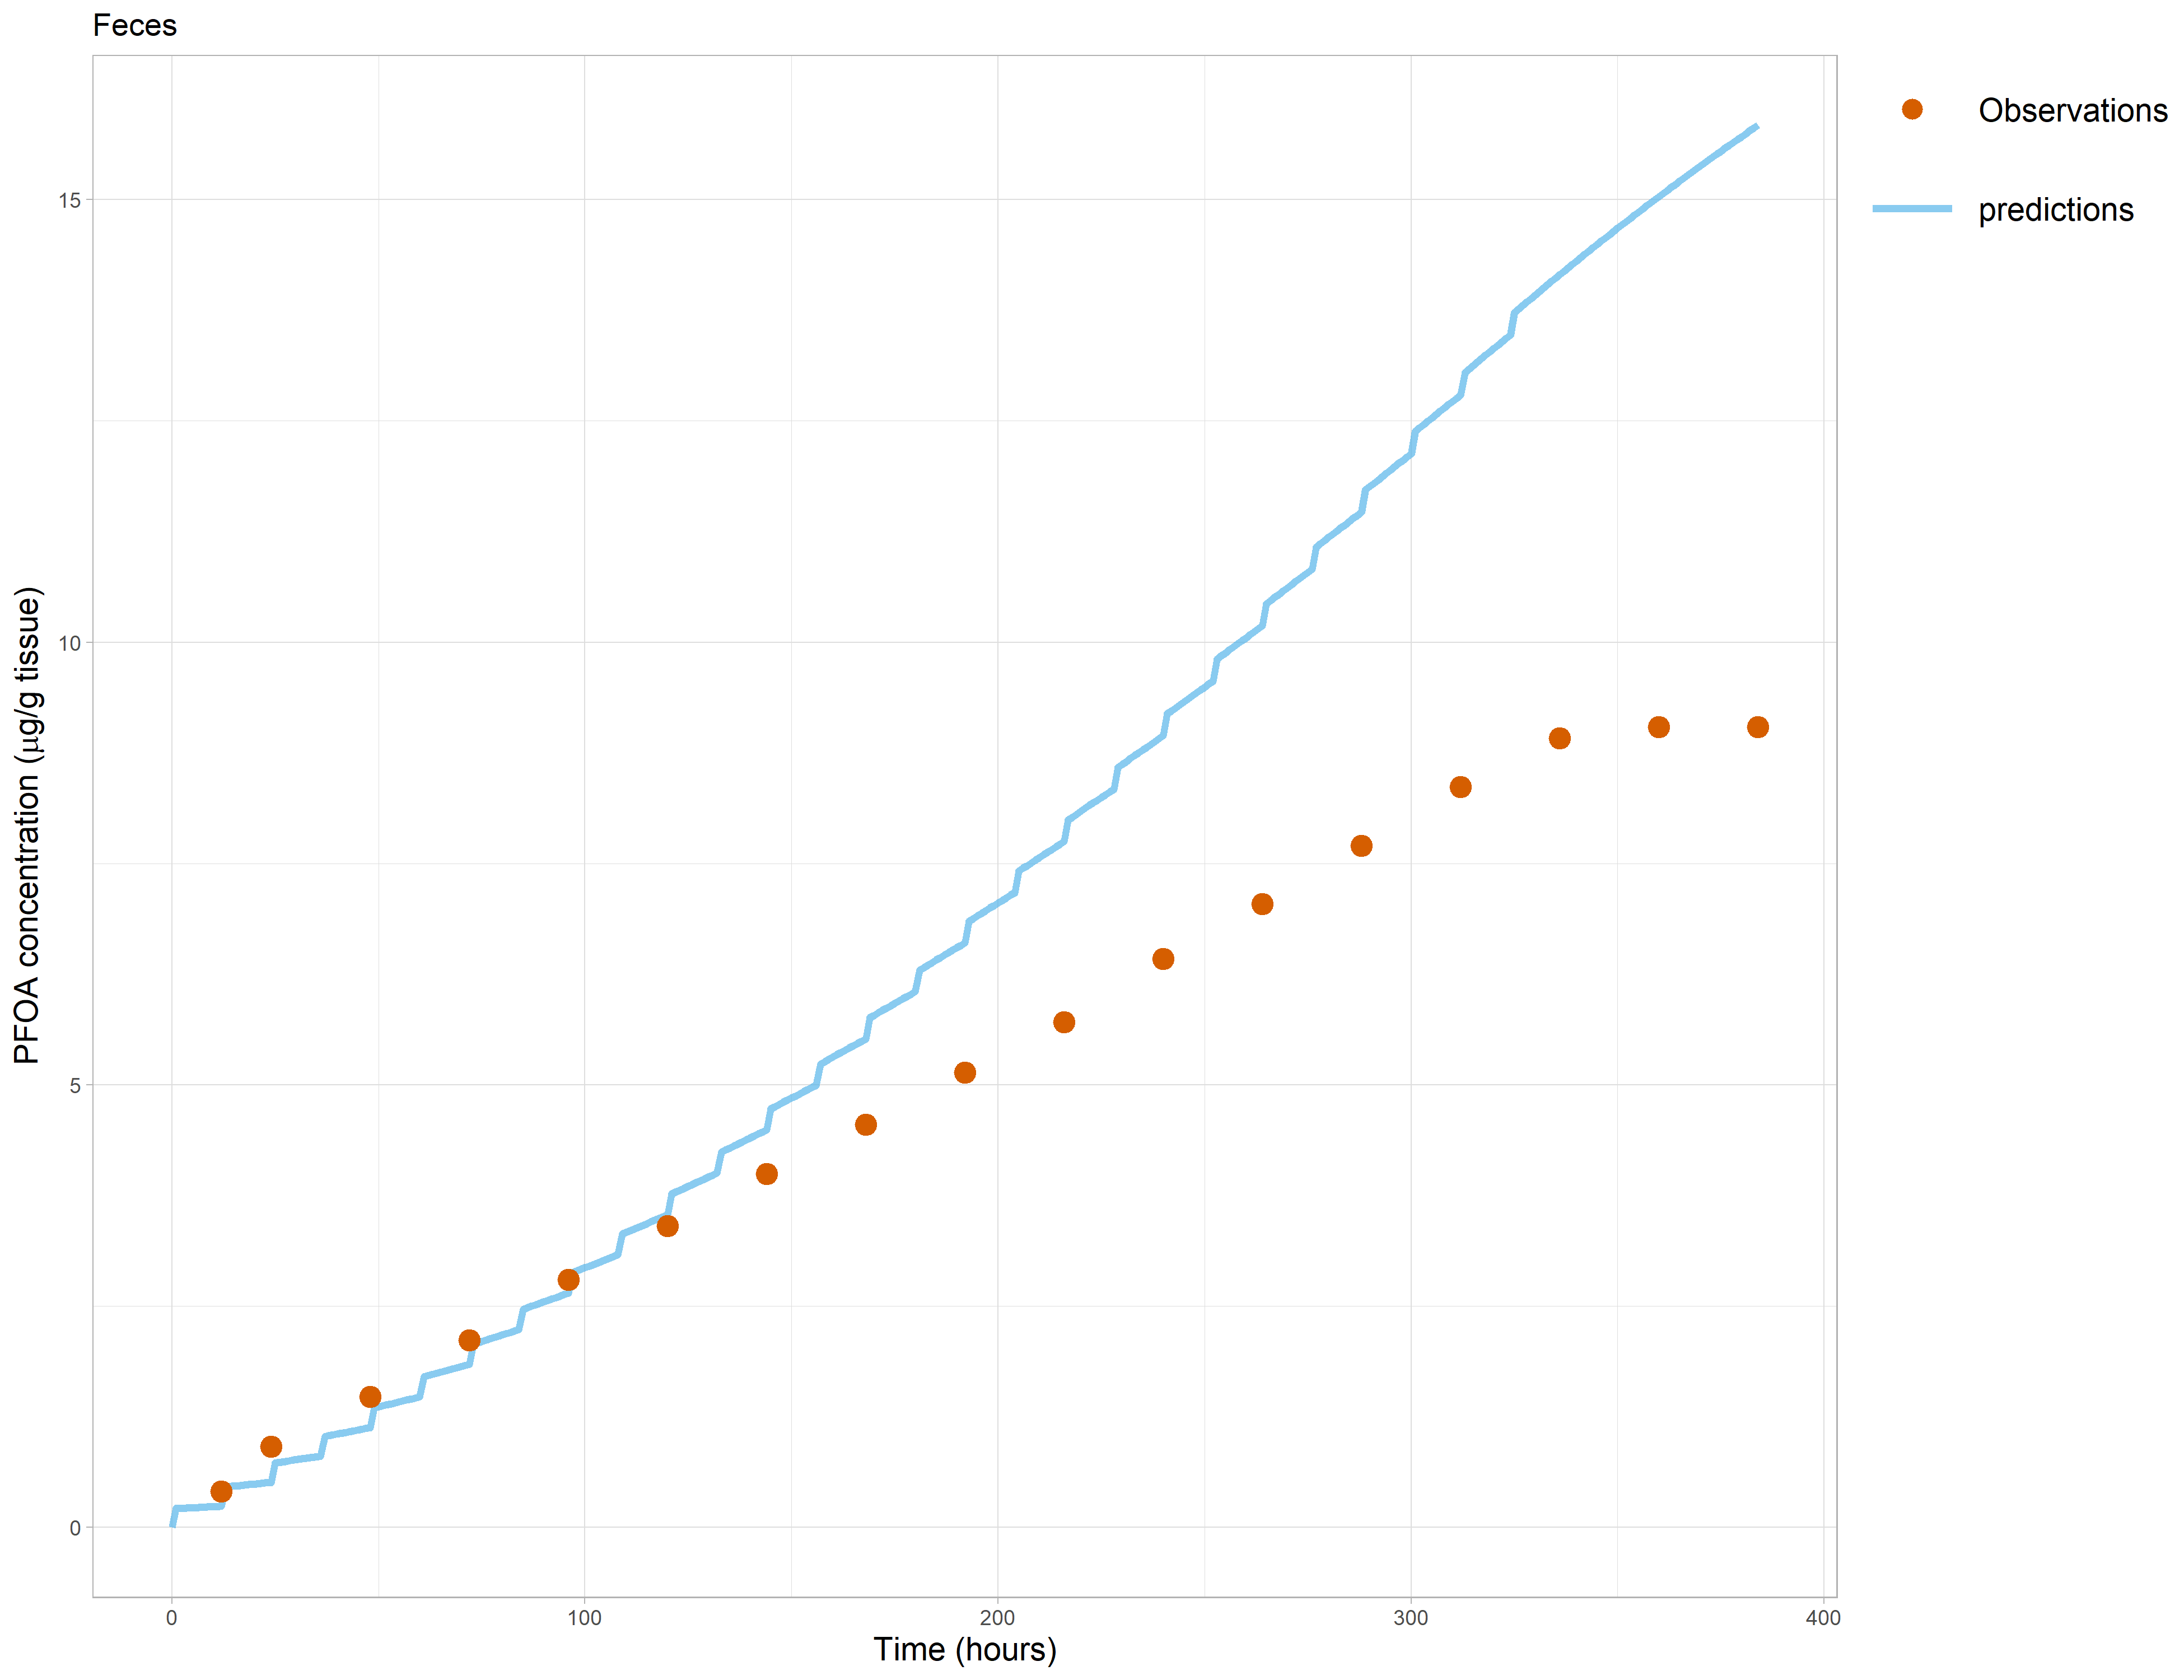 Feces
Observations
predictions
PFOA concentration (μg/g tissue)
15
10
5
0
0 100 200 300 400
Time (hours)